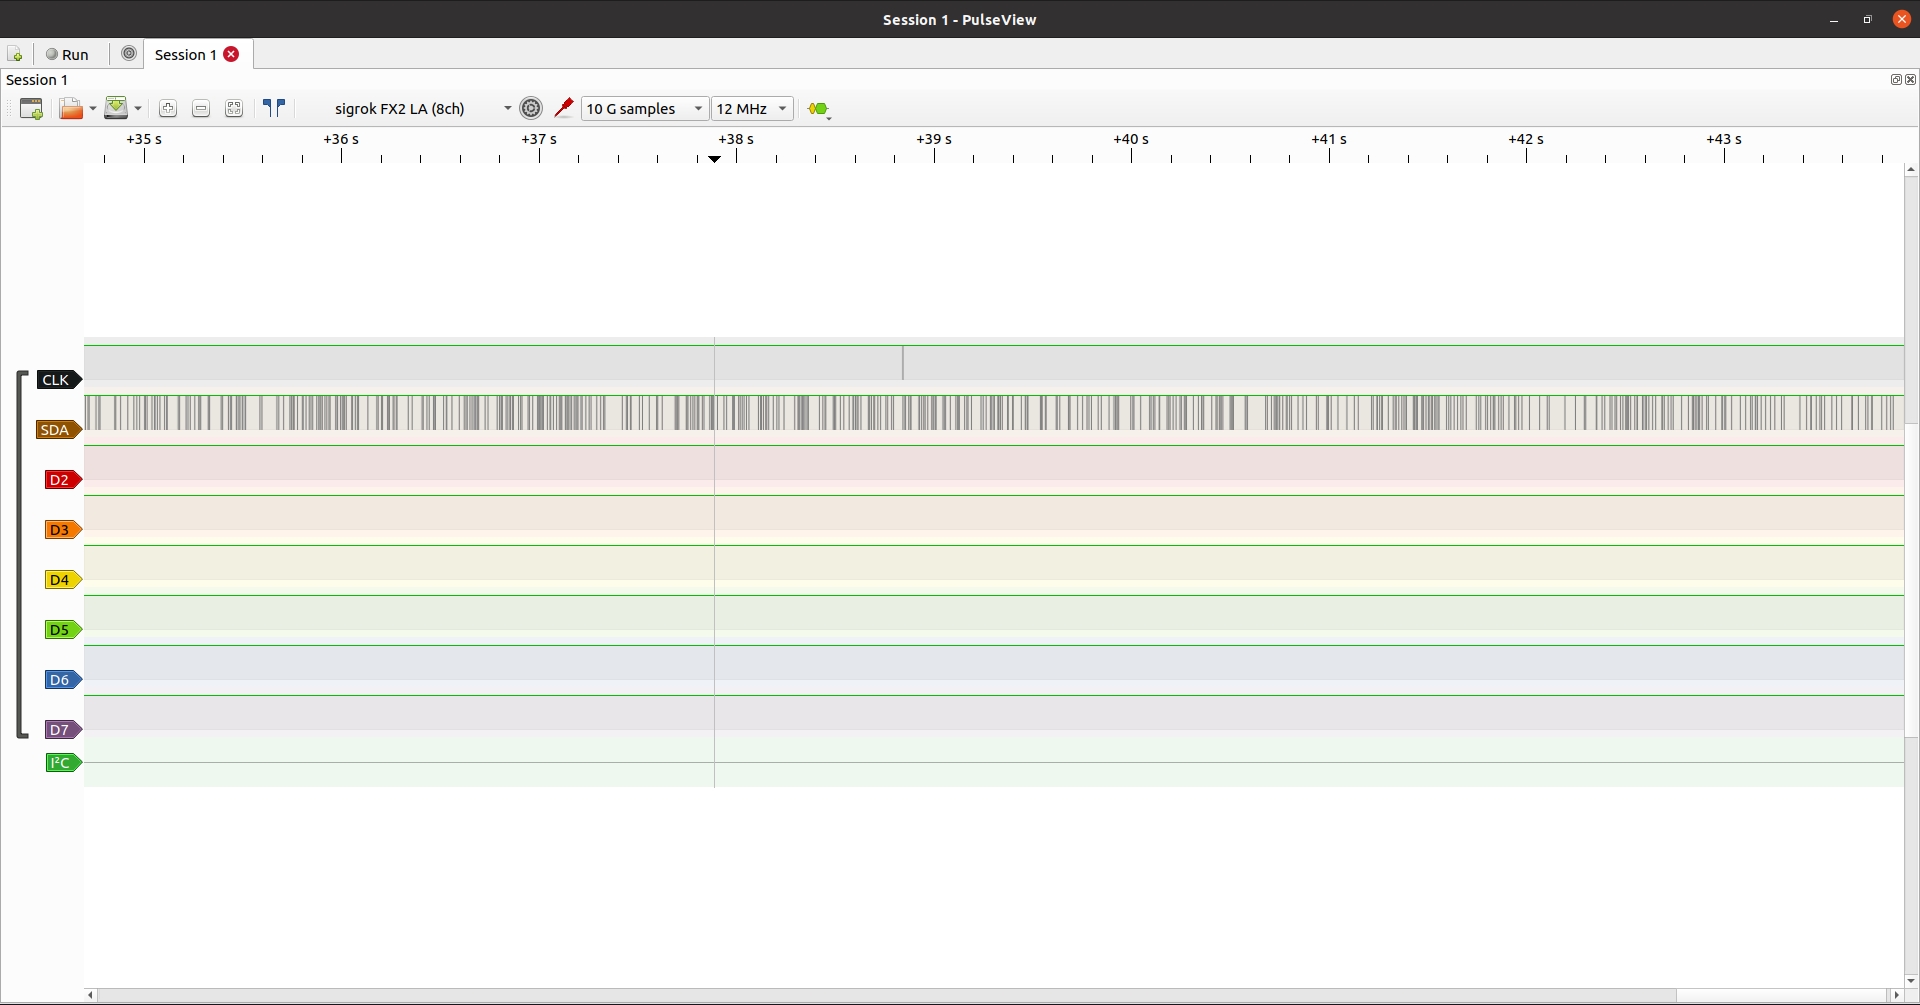 Session 1 - PulseView
Run
Session 1
Session 1
sigrok FX2 LA (8ch)
10 G samples
12 MHz
+35 s +36 s +37 s +38 s +39 s +40 s +41 s +42 s +43 s
CLK
SDA
D2
D3
D4
D5
D6
D7
I²C